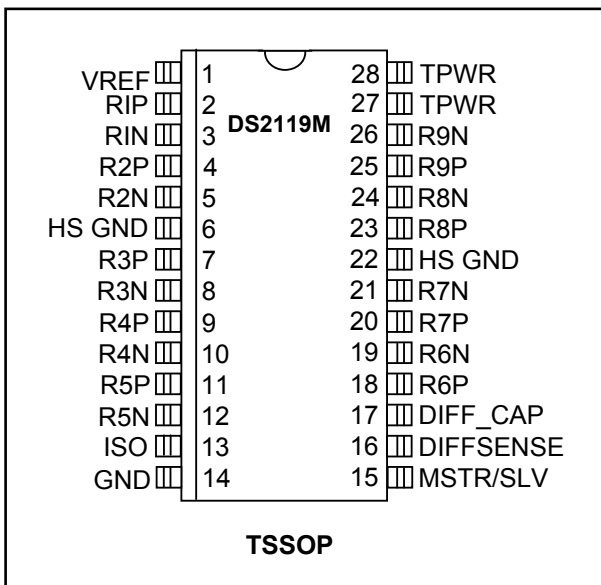 VREF 1 28 TPWR
RIP 2 27 TPWR
DS2119M
RIN 3 26 R9N
R2P 4 25 R9P
R2N 5 24 R8N
HS GND 6 23 R8P
R3P 7 22 HS GND
R3N 8 21 R7N
R4P 9 20 R7P
R4N 10 19 R6N
R5P 11 18 R6P
R5N 12 17 DIFF_CAP
ISO 13 16 DIFFSENSE
GND 14 15 MSTR/SLV
TSSOP